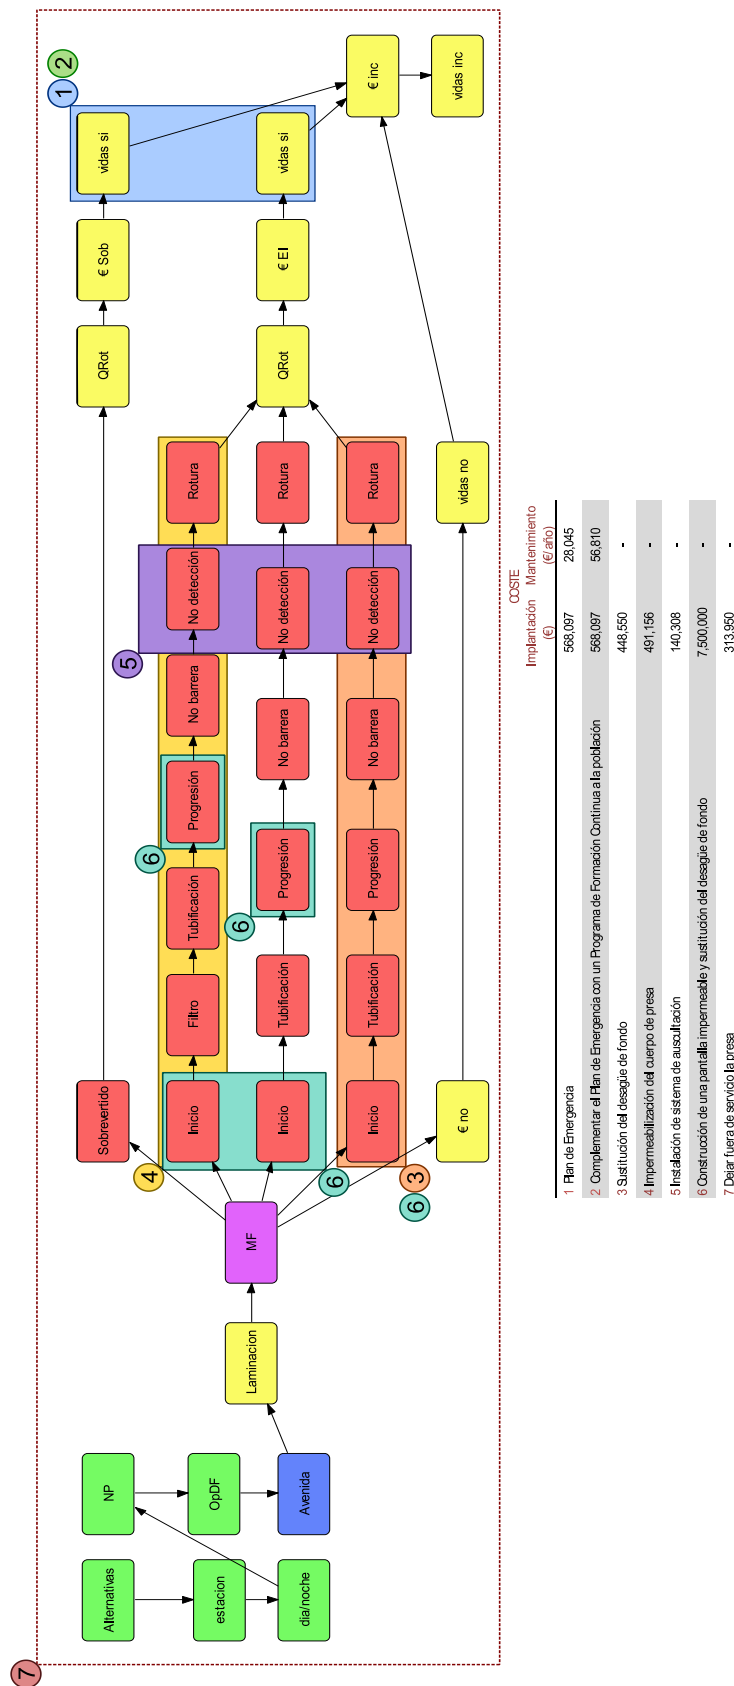 7
Alternativas
estacion
dia/noche
NP
OpDF
Avenida
Laminacion
MF
4
6
3
6
Sobrevertido
QRot
€ Sob
vidas si
1
2
Inicio
Filtro
Tubificación
6
Progresión
No barrera
5
No detección
Rotura
Inicio
Tubificación
6
Progresión
No barrera
No detección
Rotura
QRot
€ EI
vidas si
€ inc
vidas inc
Inicio
Tubificación
Progresión
No barrera
No detección
Rotura
€ no
vidas no
COSTE
Implantación Mantenimiento
(€) (€/año)
1 Plan de Emergencia 568,097 28,045
2 Complementar el Plan de Emergencia con un Programa de Formación Continua a la población 568,097 56,810
3 Sustitución del desagüe de fondo 448,550 -
4 Impermeabilización del cuerpo de presa 491,156 -
5 Instalación de sistema de auscultación 140,308 -
6 Construcción de una pantalla impermeable y sustitución del desagüe de fondo 7,500,000 -
7 Dejar fuera de servicio la presa 313,950 -